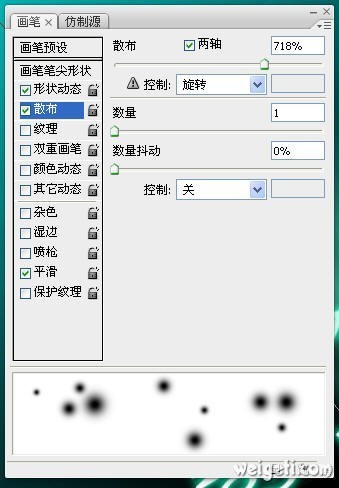 画笔 × 仿制源
画笔预设
画笔笔尖形状
形状动态
散布
纹理
双重画笔
颜色动态
其它动态
杂色
湿边
喷枪
平滑
保护纹理
散布 两轴 718%
控制: 旋转
数量 1
数量抖动 0%
控制: 关
weigeti.com